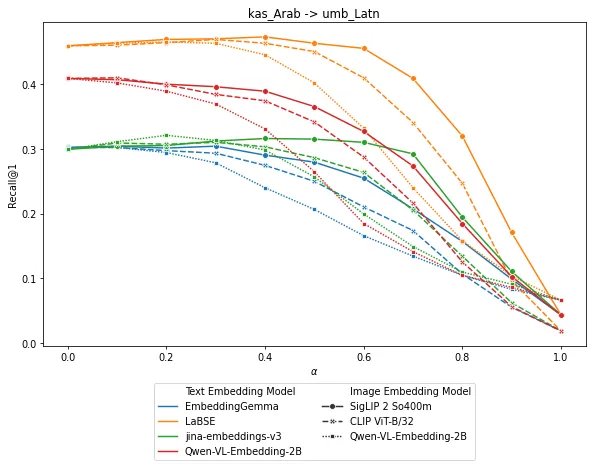 kas_Arab -> umb_Latn
Recall@1
0.4
0.3
0.2
0.1
0.0
0.0 0.2 0.4 0.6 0.8 1.0
α
Text Embedding Model
EmbeddingGemma
LaBSE
jina-embeddings-v3
Qwen-VL-Embedding-2B
Image Embedding Model
SigLIP 2 So400m
CLIP ViT-B/32
Qwen-VL-Embedding-2B